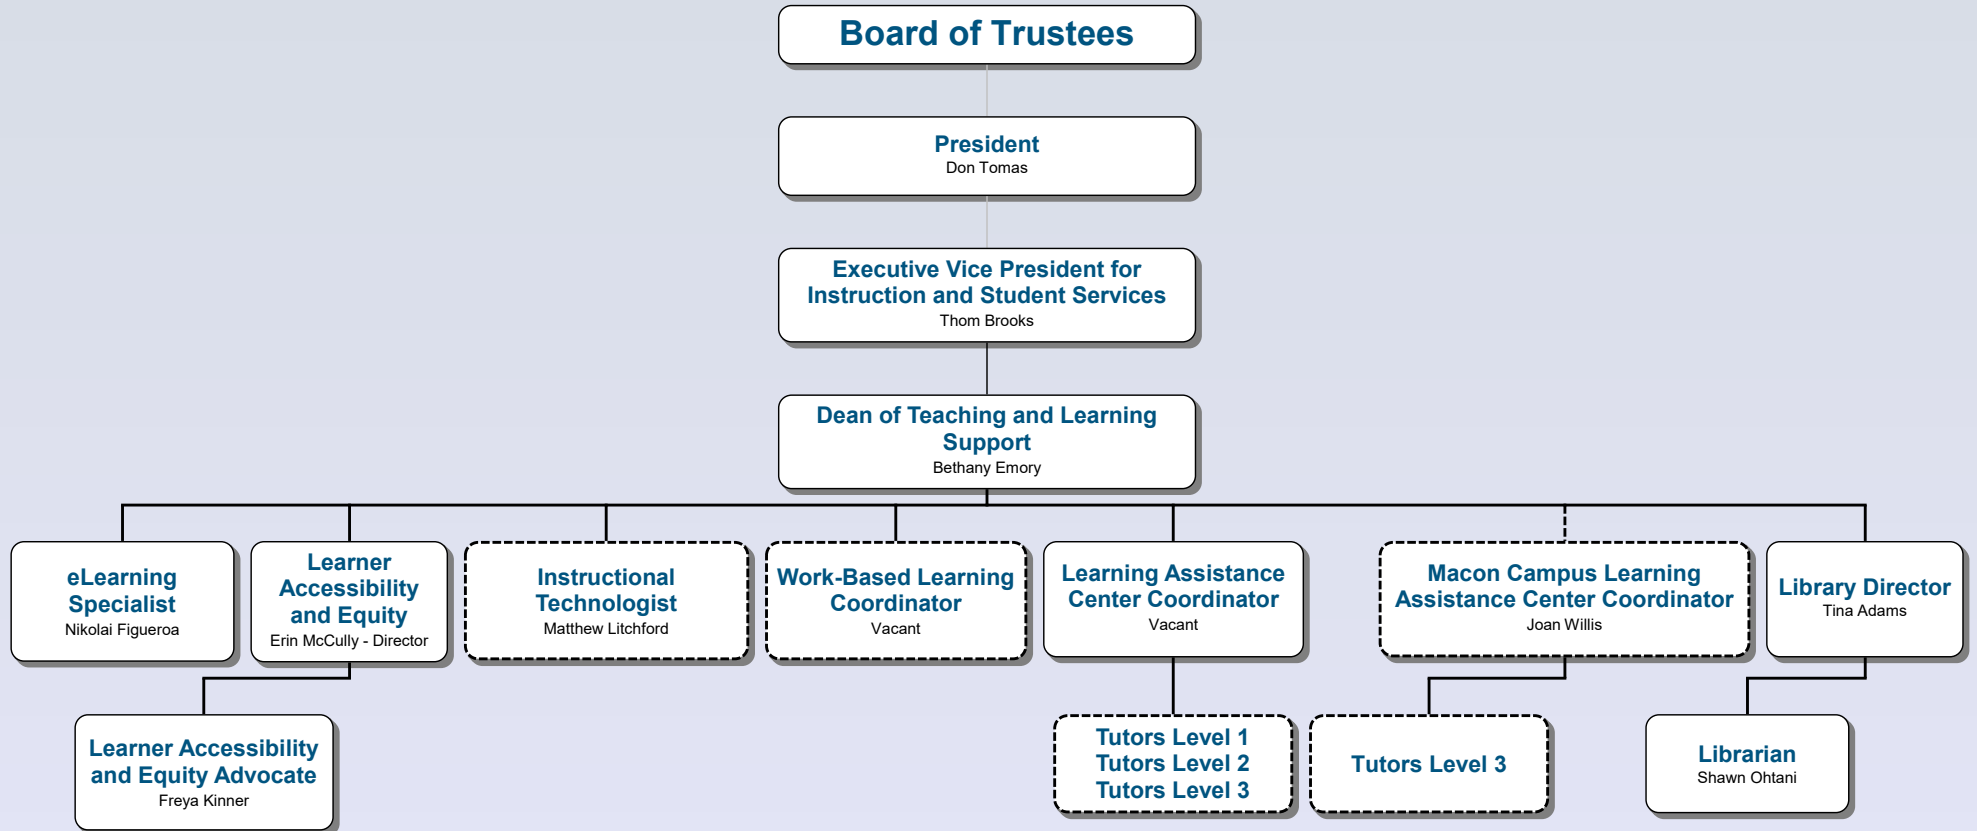 Board of Trustees
President
Don Tomas
Executive Vice President for
Instruction and Student Services
Thom Brooks
Dean of Teaching and Learning
Support
Bethany Emory
eLearning
Specialist
Nikolai Figueroa
Learner
Accessibility
and Equity
Erin McCully - Director
Instructional
Technologist
Matthew Litchford
Work-Based Learning
Coordinator
Vacant
Learning Assistance
Center Coordinator
Vacant
Macon Campus Learning
Assistance Center Coordinator
Joan Willis
Library Director
Tina Adams
Learner Accessibility
and Equity Advocate
Freya Kinner
Tutors Level 1
Tutors Level 2
Tutors Level 3
Tutors Level 3
Librarian
Shawn Ohtani